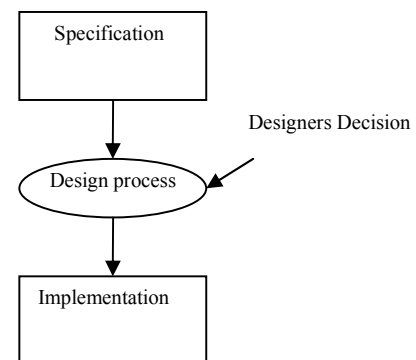 Specification
Designers Decision
Design process
Implementation